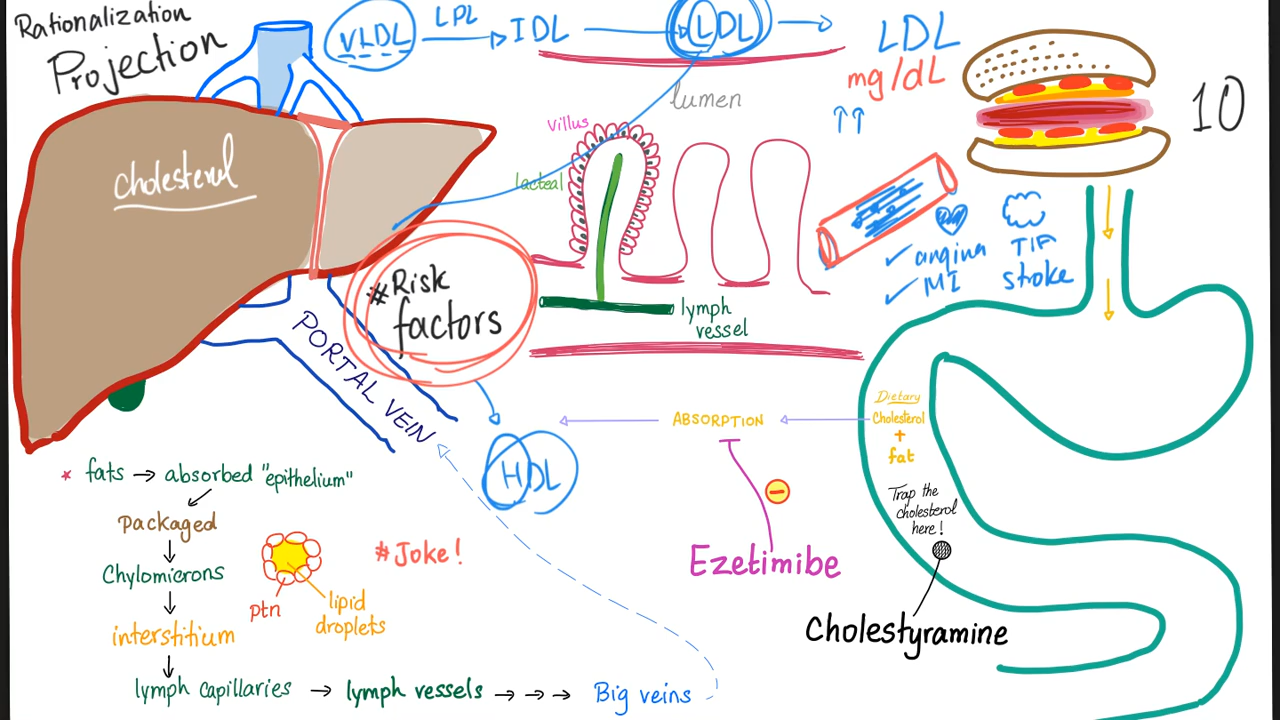 Rationalization
Projection
VLDL LPL IDL LDL
LDL
mg/dL
↑↑
10
lumen
villus
lacteal
lymph
vessel
cholesterol
#Risk
factors
PORTAL VEIN
angina
MI
TIA
stroke
HDL
ABSORPTION
Dietary
Cholesterol
+
fat
Trap the
cholesterol
here!
Ezetimibe
Cholestyramine
* fats → absorbed "epithelium"
Packaged
Chylomicrons
interstitium
lymph capillaries → lymph vessels → → → Big veins
#Joke!
ptn
lipid
droplets